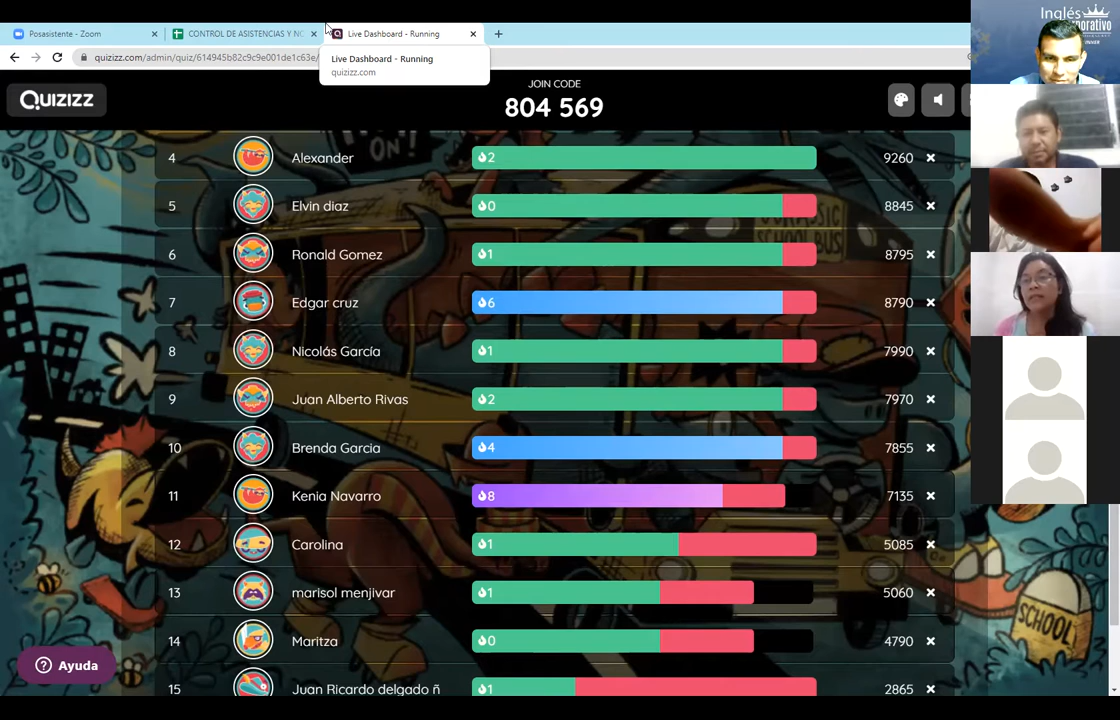 Posasistente - Zoom
CONTROL DE ASISTENCIAS Y NO
Live Dashboard - Running
quizizz.com/admin/quiz/614945b82c9c9e001de1c63e/
Live Dashboard - Running
quizizz.com
Quizizz
JOIN CODE
804 569
Inglés
orporativo
ON!
4 Alexander 2 9260
5 Elvin diaz 0 8845
6 Ronald Gomez 1 8795
7 Edgar cruz 6 8790
8 Nicolás García 1 7990
9 Juan Alberto Rivas 2 7970
10 Brenda Garcia 4 7855
11 Kenia Navarro 8 7135
12 Carolina 1 5085
13 marisol menjivar 1 5060
14 Maritza 0 4790
15 Juan Ricardo delgado ñ 1 2865
SCHOOL BUS
SCHOOL
Ayuda